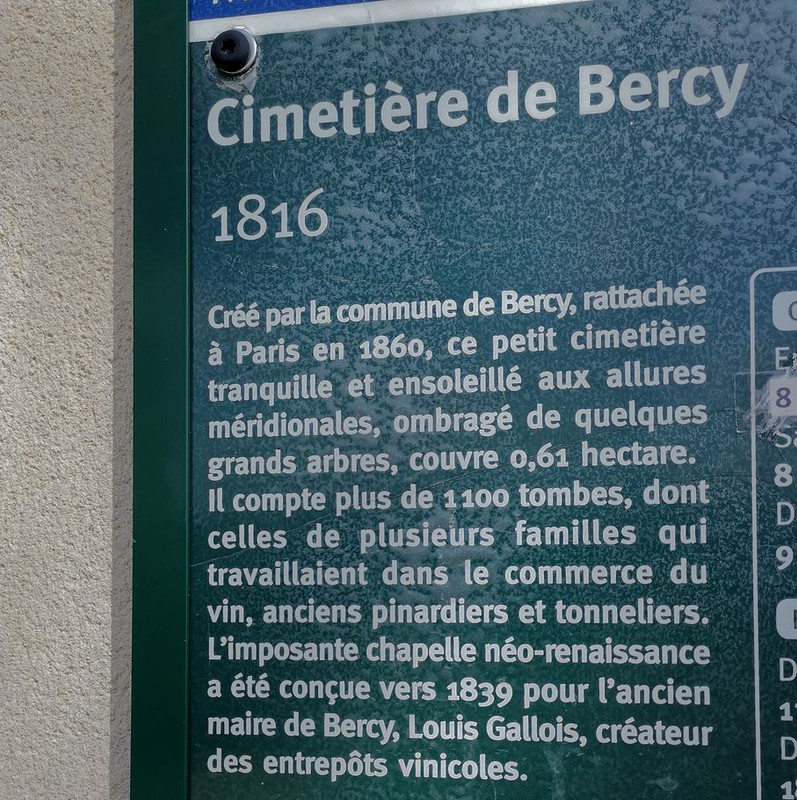 Cimetière de Bercy
1816
Créé par la commune de Bercy, rattachée
à Paris en 1860, ce petit cimetière
tranquille et ensoleillé aux allures
méridionales, ombragé de quelques
grands arbres, couvre 0,61 hectare.
Il compte plus de 1100 tombes, dont
celles de plusieurs familles qui
travaillaient dans le commerce du
vin, anciens pinardiers et tonneliers.
L'imposante chapelle néo-renaissance
a été conçue vers 1839 pour l'ancien
maire de Bercy, Louis Gallois, créateur
des entrepôts vinicoles.
8
8
D
9
D
D